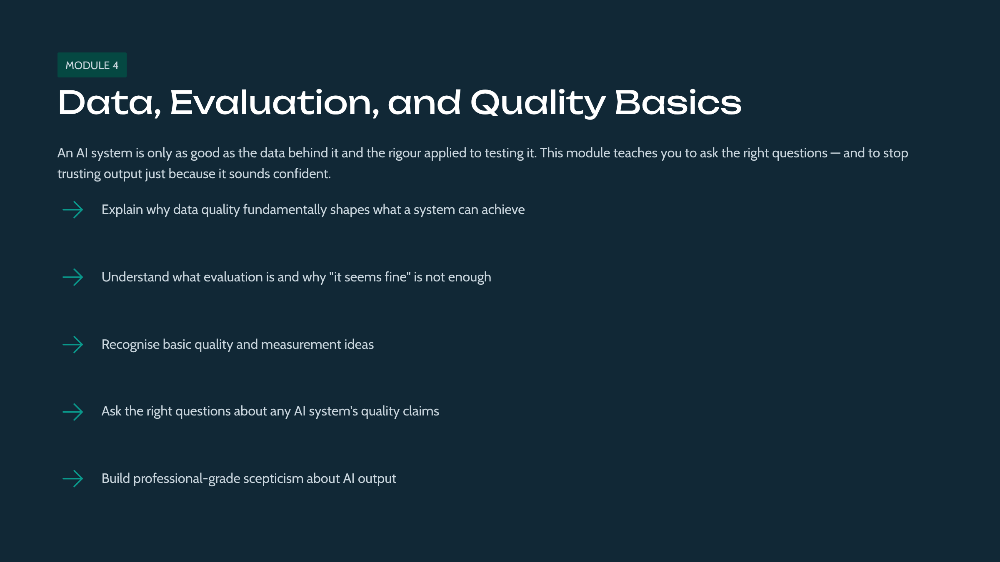 MODULE 4
Data, Evaluation, and Quality Basics
An AI system is only as good as the data behind it and the rigour applied to testing it. This module teaches you to ask the right questions — and to stop
trusting output just because it sounds confident.
Explain why data quality fundamentally shapes what a system can achieve
Understand what evaluation is and why "it seems fine" is not enough
Recognise basic quality and measurement ideas
Ask the right questions about any AI system's quality claims
Build professional-grade scepticism about AI output